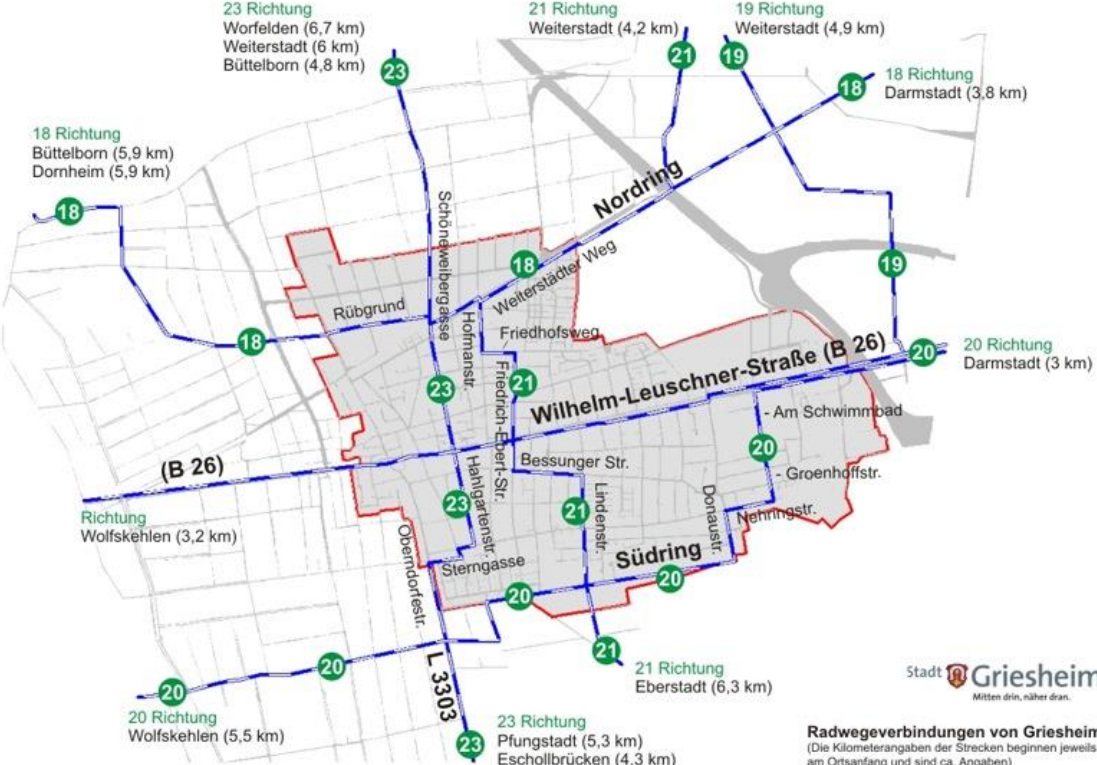 23 Richtung
Worfelden (6,7 km)
Weiterstadt (6 km)
Büttelborn (4,8 km)
21 Richtung
Weiterstadt (4,2 km)
19 Richtung
Weiterstadt (4,9 km)
18 Richtung
Darmstadt (3,8 km)
18 Richtung
Büttelborn (5,9 km)
Dornheim (5,9 km)
23
21
19
18
18
18
18
19
20
Nordring
Schöneweibergasse
Weiterstädter Weg
Rübgrund
Hofmanstr.
Friedhofsweg
Friedrich-Ebert-Str.
23
21
Wilhelm-Leuschner-Straße (B 26)
20 Richtung
Darmstadt (3 km)
- Am Schwimmbad
20
- Groenhoffstr.
(B 26)
Bessunger Str.
Hahlgartenstr.
23
21
Lindenstr.
Donaustr.
Nehringstr.
Richtung
Wolfskehlen (3,2 km)
Oberndorfestr.
Sterngasse
Südring
20
20
20
20
21
L 3303
23
21 Richtung
Eberstadt (6,3 km)
20 Richtung
Wolfskehlen (5,5 km)
23 Richtung
Pfungstadt (5,3 km)
Eschollbrücken (4,3 km)
Stadt Griesheim
Mitten drin, näher dran.
Radwegeverbindungen von Griesheim
(Die Kilometerangaben der Strecken beginnen jeweils
am Ortsanfang und sind ca. Angaben)